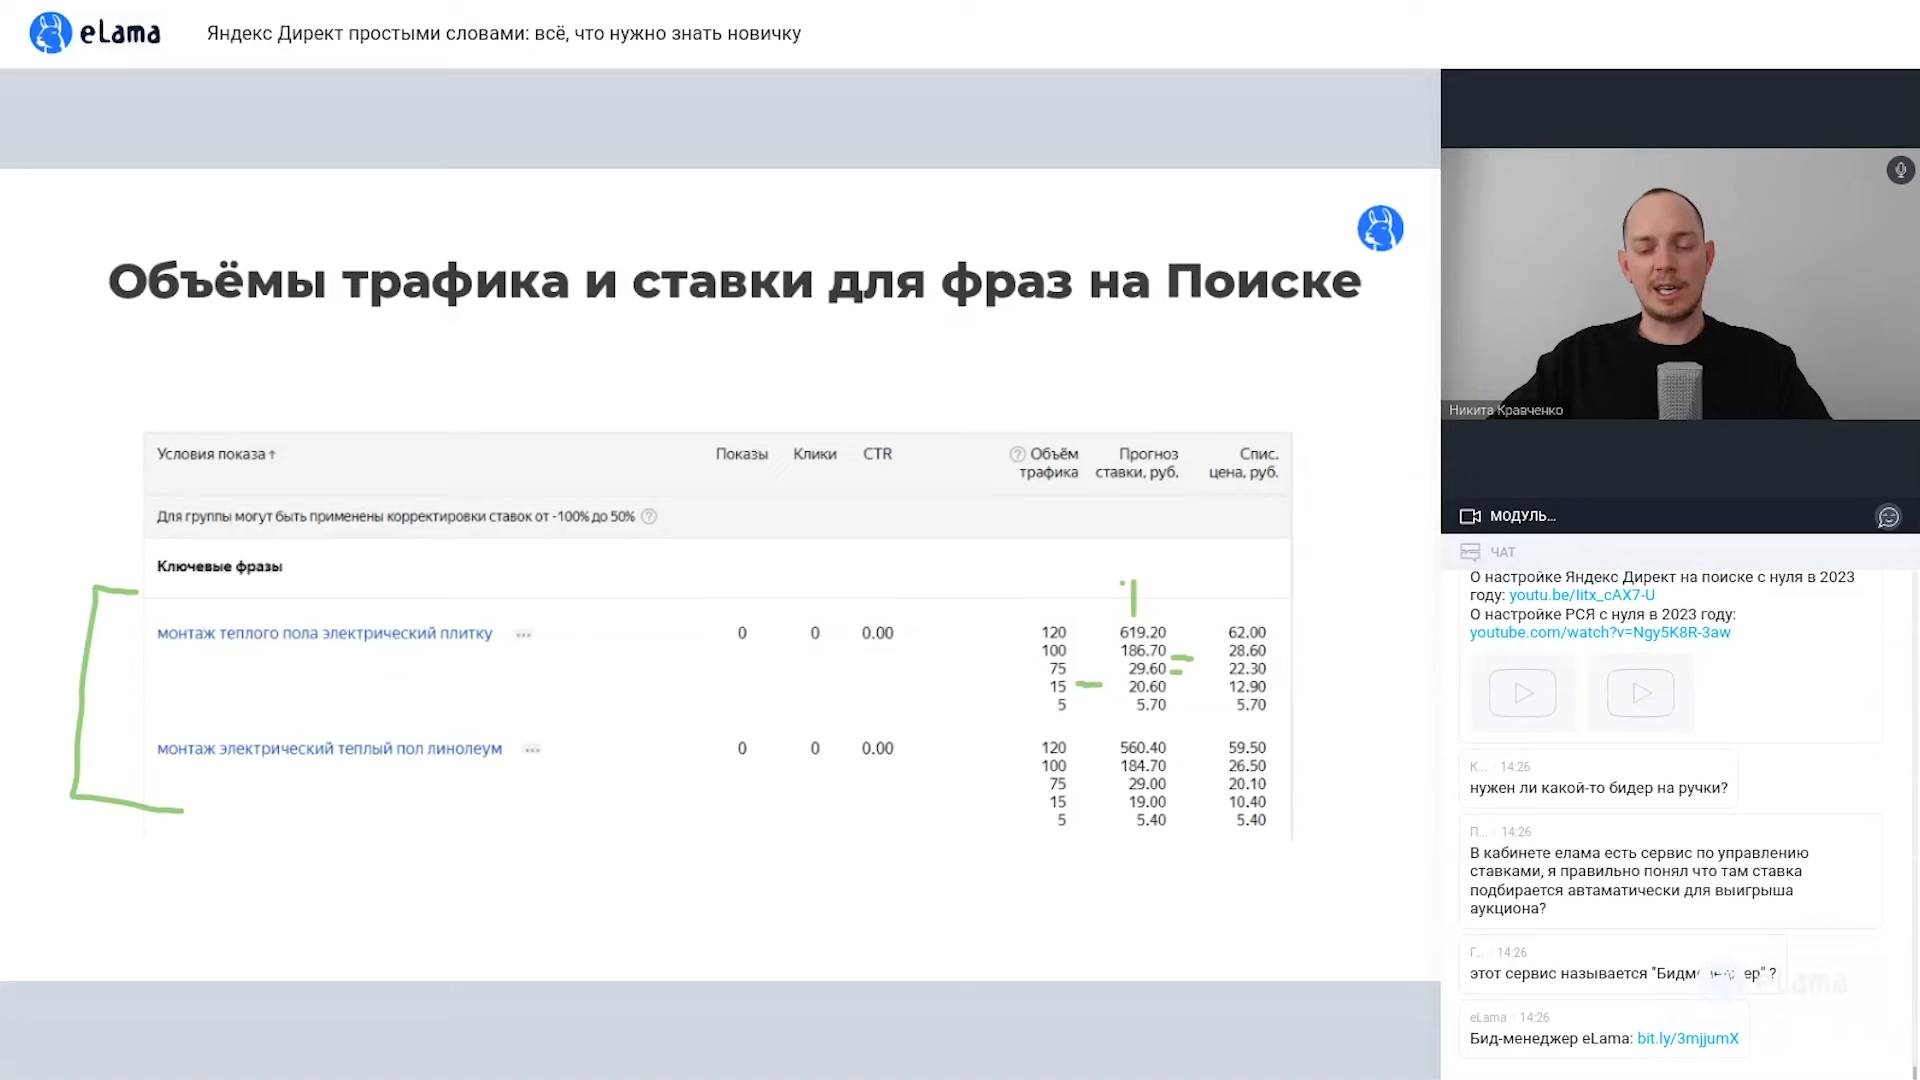 eLama
Яндекс Директ простыми словами: всё, что нужно знать новичку
Объёмы трафика и ставки для фраз на Поиске
Условия показа↑ Показы Клики CTR ? Объём трафика Прогноз ставки, руб. Спис. цена, руб.
Для группы могут быть применены корректировки ставок от -100% до 50% ?
Ключевые фразы
монтаж теплого пола электрический плитку ... 0 0 0.00 120 619.20 62.00
100 186.70 28.60
75 29.60 22.30
15 20.60 12.90
5 5.70 5.70
монтаж электрический теплый пол линолеум ... 0 0 0.00 120 560.40 59.50
100 184.70 26.50
75 29.00 20.10
15 19.00 10.40
5 5.40 5.40
Никита Кравченко
МОДУЛЬ...
ЧАТ
О настройке Яндекс Директ на поиске с нуля в 2023
году: youtu.be/Iitx_cAX7-U
О настройке РСЯ с нуля в 2023 году:
youtube.com/watch?v=Ngy5K8R-3aw
К... 14:26
нужен ли какой-то бидер на ручки?
П... 14:26
В кабинете елама есть сервис по управлению
ставками, я правильно понял что там ставка
подбирается автаматически для выигрыша
аукциона?
Г... 14:26
этот сервис называется "Бидменеджер" ?
eLama 14:26
Бид-менеджер eLama: bit.ly/3mjjumX
eLama